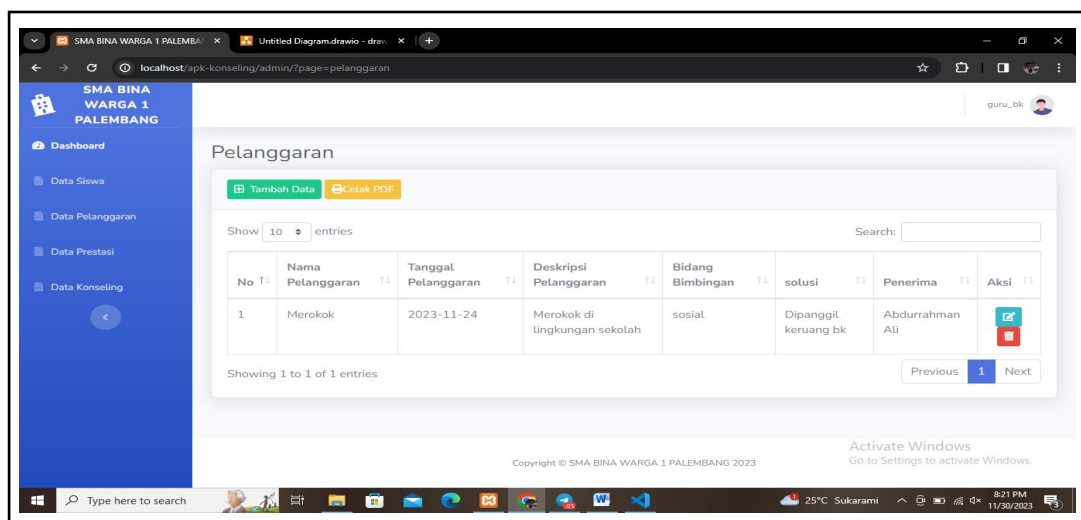 SMA BINA WARGA 1 PALEMBA
Untitled Diagram.drawio - draw
localhost/apk-konseling/admin/?page=pelanggaran
SMA BINA
WARGA 1
PALEMBANG
guru_bk
Dashboard
Data Siswa
Data Pelanggaran
Data Prestasi
Data Konseling
Pelanggaran
Tambah Data
Cetak PDF
Show 10 entries
Search:
No
Nama
Pelanggaran
Tanggal
Pelanggaran
Deskripsi
Pelanggaran
Bidang
Bimbingan
solusi
Penerima
Aksi
1
Merokok
2023-11-24
Merokok di
lingkungan sekolah
sosial
Dipanggil
keruang bk
Abdurrahman
Ali
Showing 1 to 1 of 1 entries
Previous 1 Next
Copyright © SMA BINA WARGA 1 PALEMBANG 2023
Activate Windows
Go to Settings to activate Windows.
Type here to search
25°C Sukarami
8:21 PM
11/30/2023